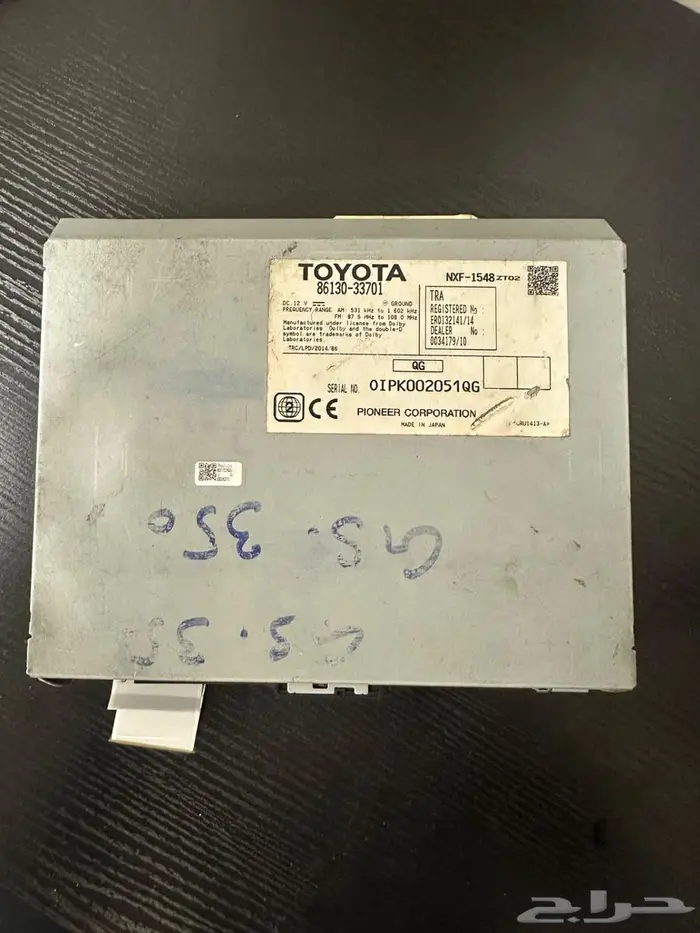 TOYOTA
86130-33701
NXF-1548 ZT02
DC 12 V GROUND
FREQUENCY RANGE AM: 531 kHz to 1 602 kHz
FM: 87.5 MHz to 108.0 MHz
Manufactured under license from Dolby
Laboratories. Dolby and the double-D
symbol are trademarks of Dolby
Laboratories.
TRC/LPD/2014/86
TRA
REGISTERED No :
ER0132141/14
DEALER No :
0034179/10
QG
SERIAL NO. OIPK002051QG
2 CE
PIONEER CORPORATION
MADE IN JAPAN
GS. 350
GS. 35
حراج